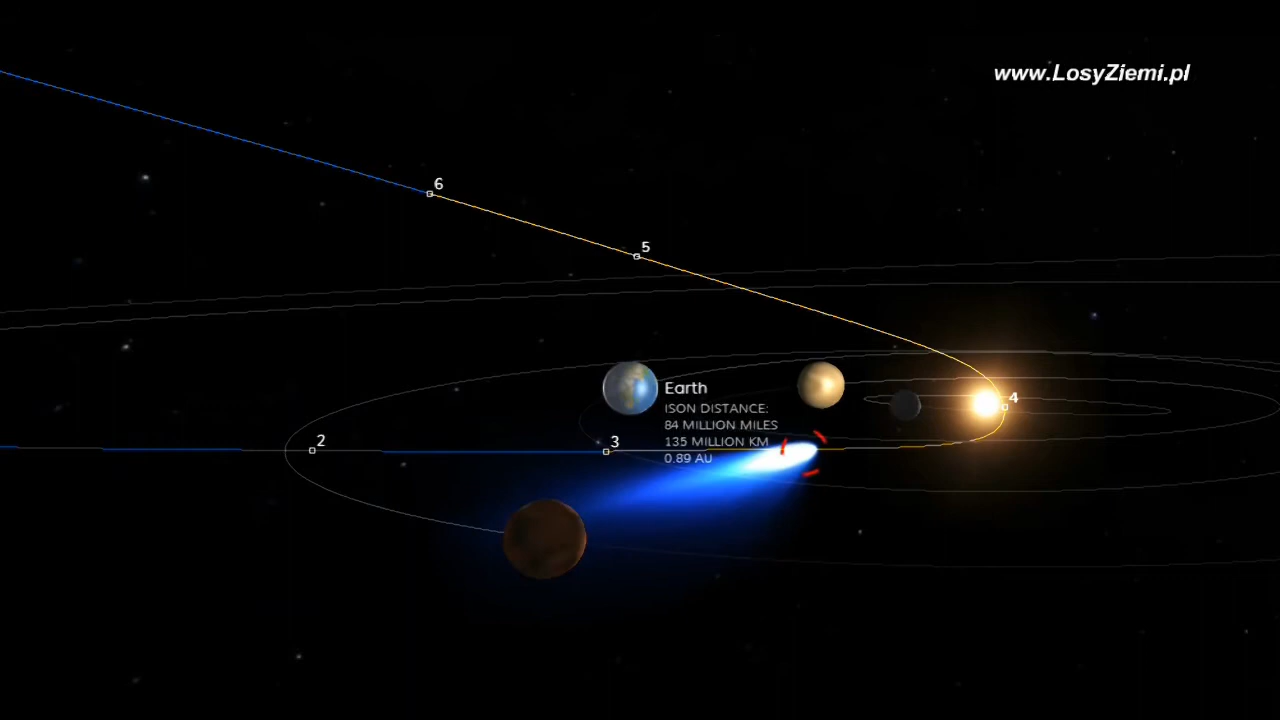 www.LosyZiemi.pl
6
5
Earth
ISON DISTANCE:
84 MILLION MILES
135 MILLION KM
0.89 AU
4
2
3